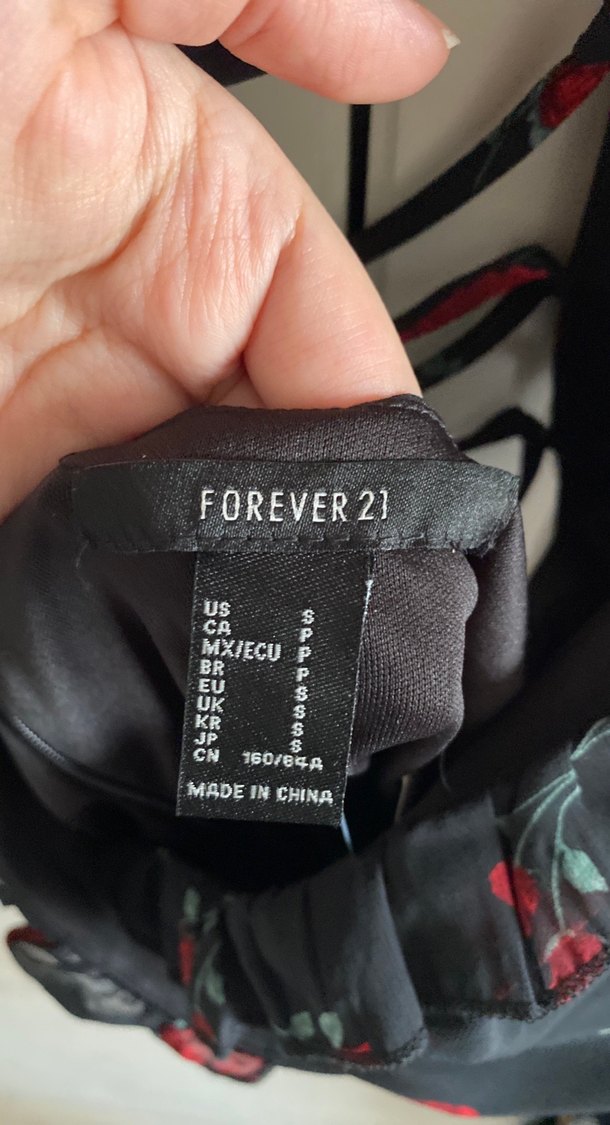 FOREVER 21
US S
CA P
MX/ECU P
BR P
EU S
UK S
KR S
JP S
CN 160/84A
MADE IN CHINA